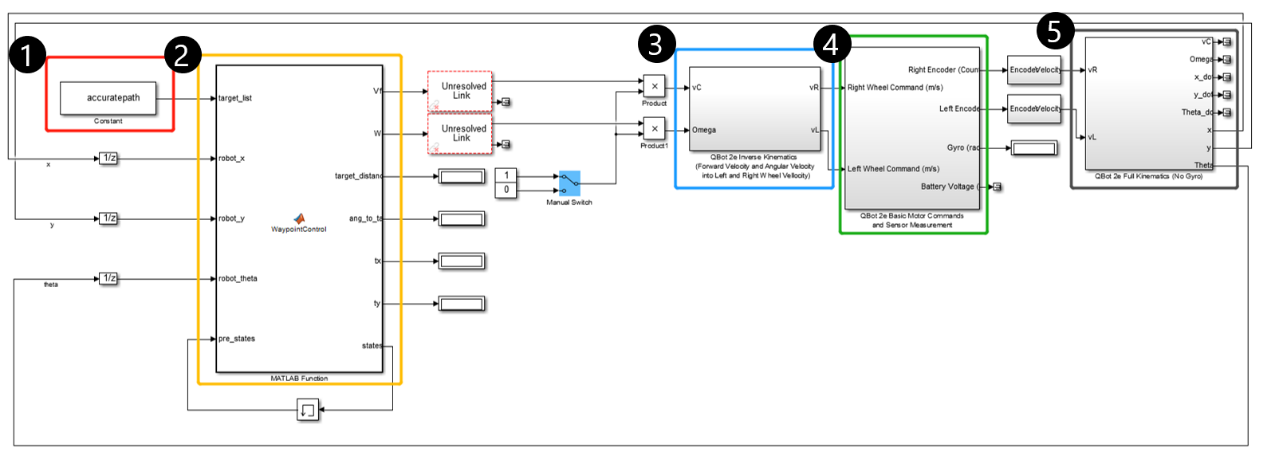 1
2
3
4
5
accuratepath
Constant
target_list
robot_x
robot_y
robot_theta
pre_states
x
y
theta
1/z
1/z
1/z
WaypointControl
MATLAB Function
Vf
W
target_distanc
ang_to_ta
tx
ty
states
Unresolved
Link
Unresolved
Link
1
0
Manual Switch
×
Product
×
Product1
vC
Omega
vR
vL
QBot 2e Inverse Kinematics
(Forward Velocity and Angular Velocity
into Left and Right Wheel Vellocity)
Right Wheel Command (m/s)
Left Wheel Command (m/s)
Right Encoder (Coun
Left Encode
Gyro (rad
Battery Voltage (
QBot 2e Basic Motor Commands
and Sensor Measurement
EncodeVelocity
EncodeVelocity
vR
vL
vC
Omega
x_dot
y_dot
Theta_do
x
y
Theta
QBot 2e Full Kinematics (No Gyro)